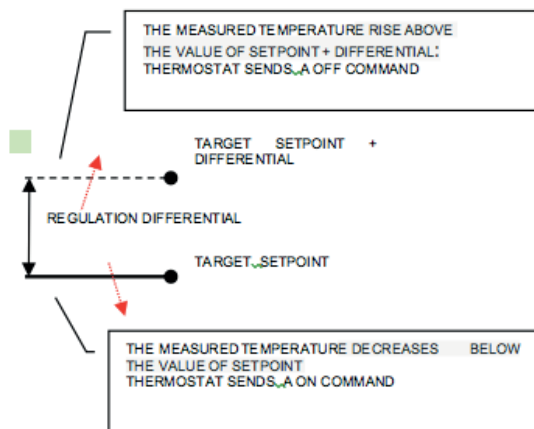 THE MEASURED TEMPERATURE RISE ABOVE
THE VALUE OF SETPOINT + DIFFERENTIAL:
THERMOSTAT SENDS A OFF COMMAND
TARGET SETPOINT +
DIFFERENTIAL
REGULATION DIFFERENTIAL
TARGET SETPOINT
THE MEASURED TEMPERATURE DECREASES BELOW
THE VALUE OF SETPOINT
THERMOSTAT SENDS A ON COMMAND